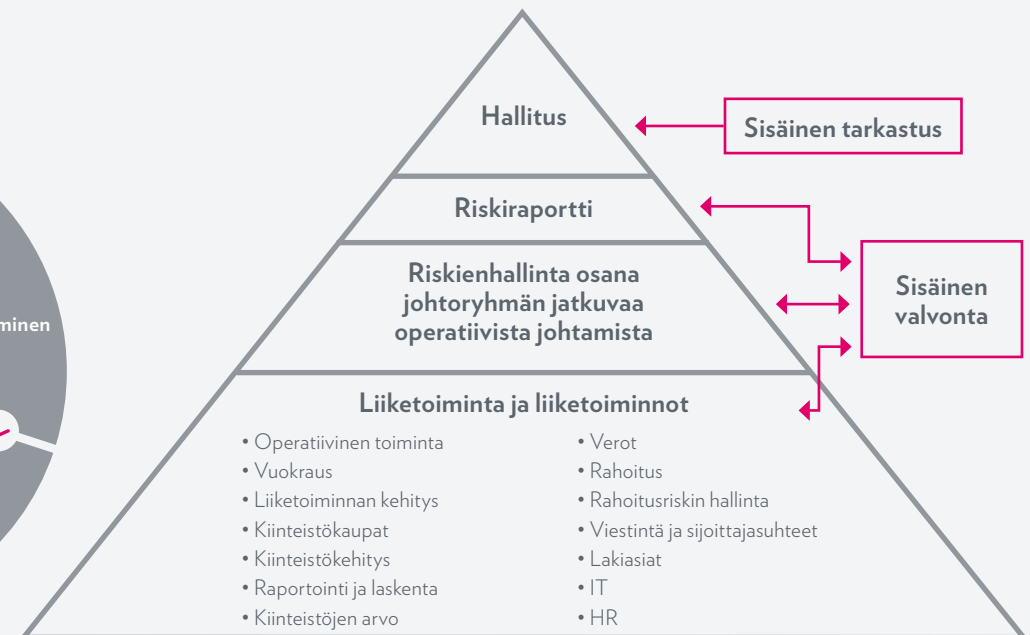 Hallitus
Sisäinen tarkastus
Riskiraportti
Riskienhallinta osana
johtoryhmän jatkuvaa
operatiivista johtamista
Sisäinen
valvonta
Liiketoiminta ja liiketoiminnot
• Operatiivinen toiminta
• Vuokraus
• Liiketoiminnan kehitys
• Kiinteistökaupat
• Kiinteistökehitys
• Raportointi ja laskenta
• Kiinteistöjen arvo
• Verot
• Rahoitus
• Rahoitusriskin hallinta
• Viestintä ja sijoittajasuhteet
• Lakiasiat
• IT
• HR